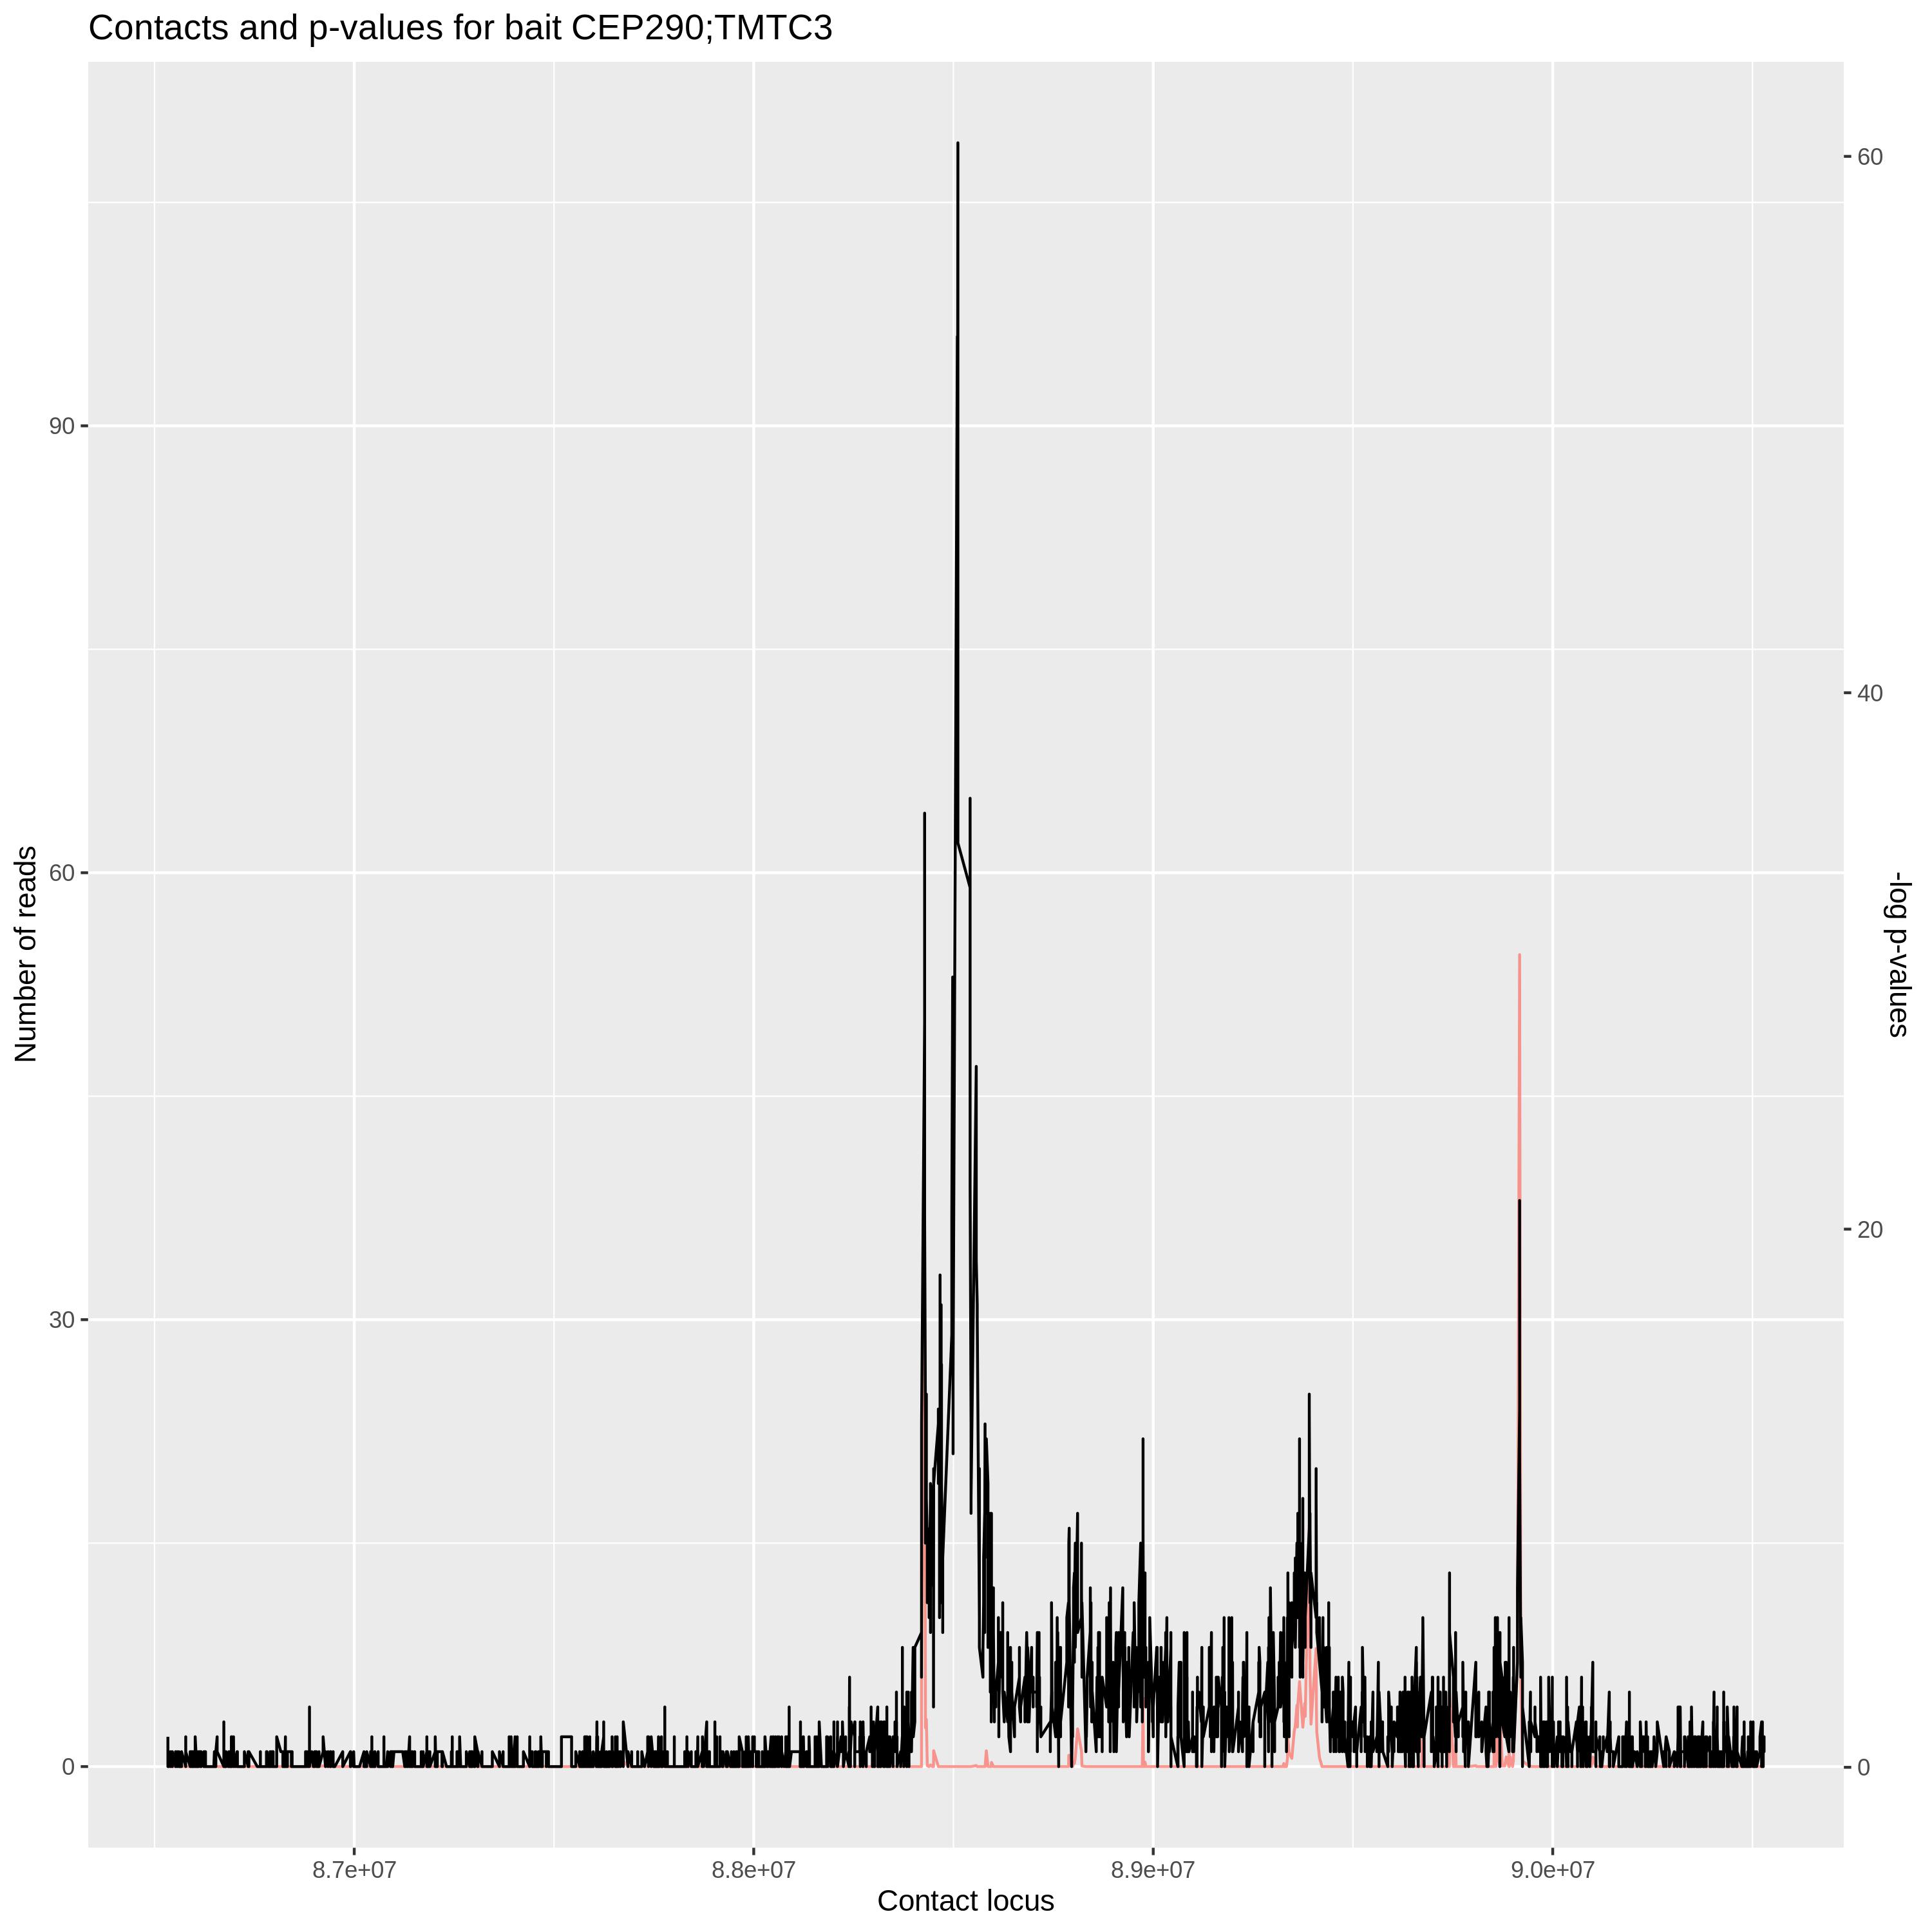 Contacts and p-values for bait CEP290;TMTC3
60
90
40
60
Number of reads
-log p-values
20
30
0
0
8.7e+07 8.8e+07 8.9e+07 9.0e+07
Contact locus